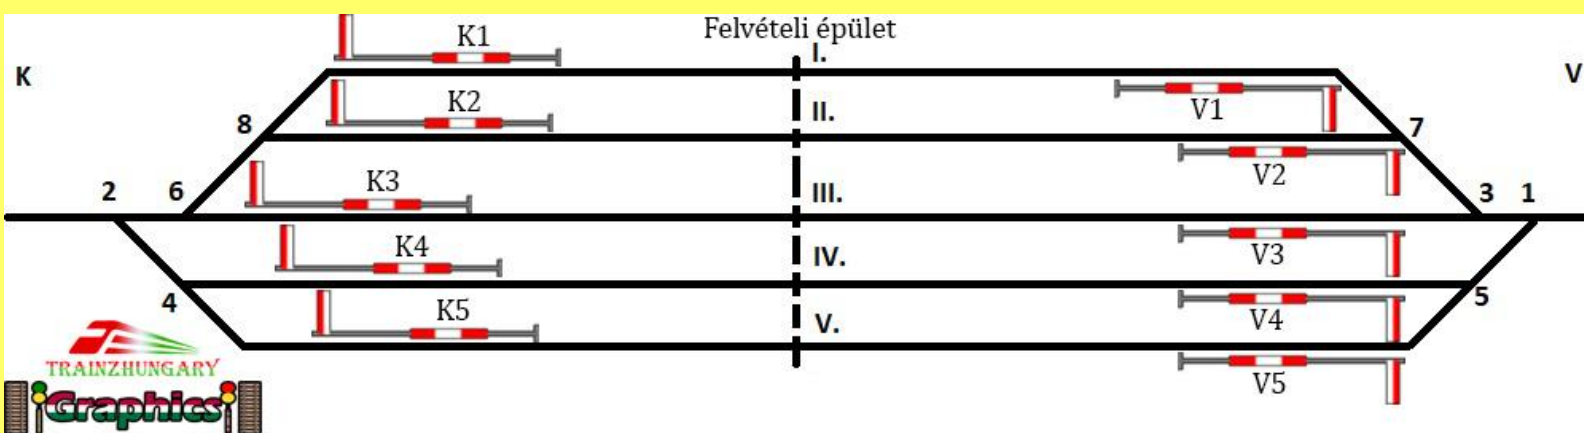 Felvételi épület
K1
I.
K
V
K2
V1
II.
8
7
K3
V2
2
6
III.
3
1
K4
V3
IV.
4
5
K5
V4
V.
V5
TRAINZHUNGARY
Graphics